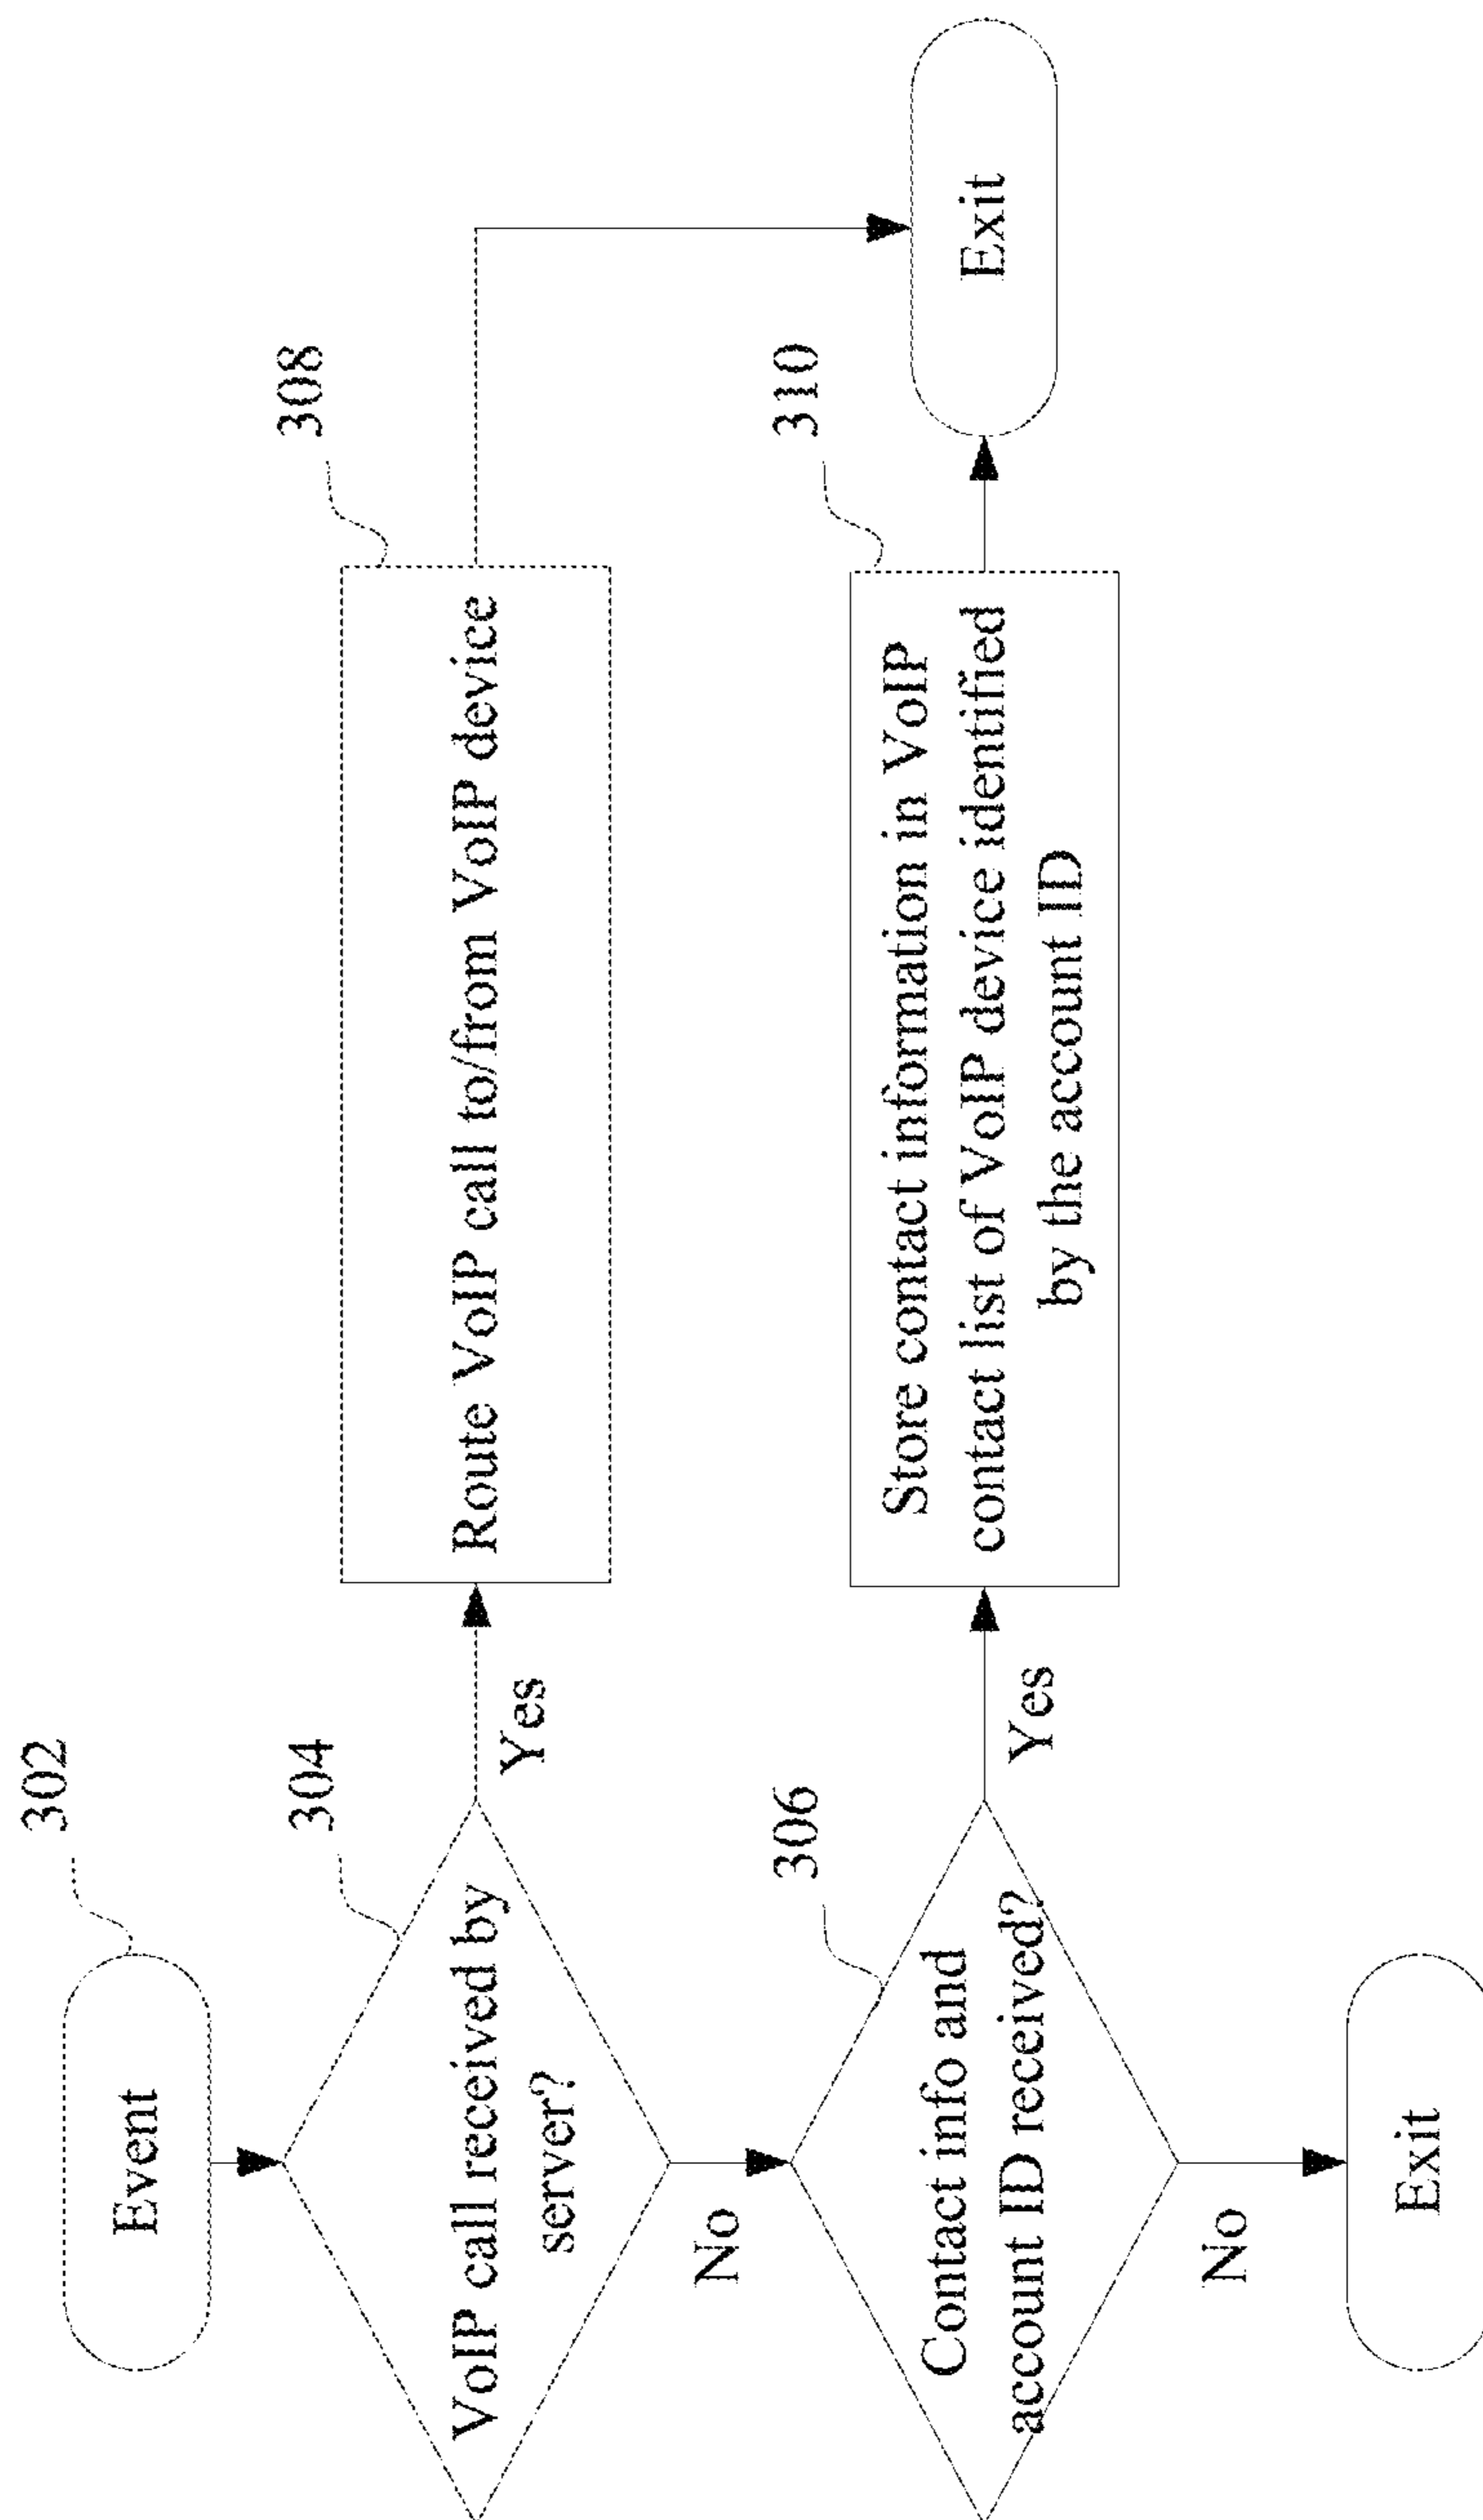 302
Event
304
VoIP call received by
server?
Yes
308
Route VoIP call to/from VoIP device
No
306
Contact info and
account ID received?
Yes
310
Store contact information in VoIP
contact list of VoIP device identified
by the account ID
Exit
No
Exit